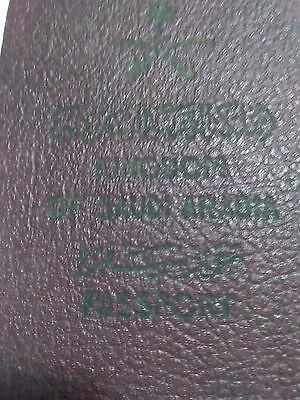 المملكة العربية السعودية
KINGDOM
OF SAUDI ARABIA
جواز سفر
PASSPORT